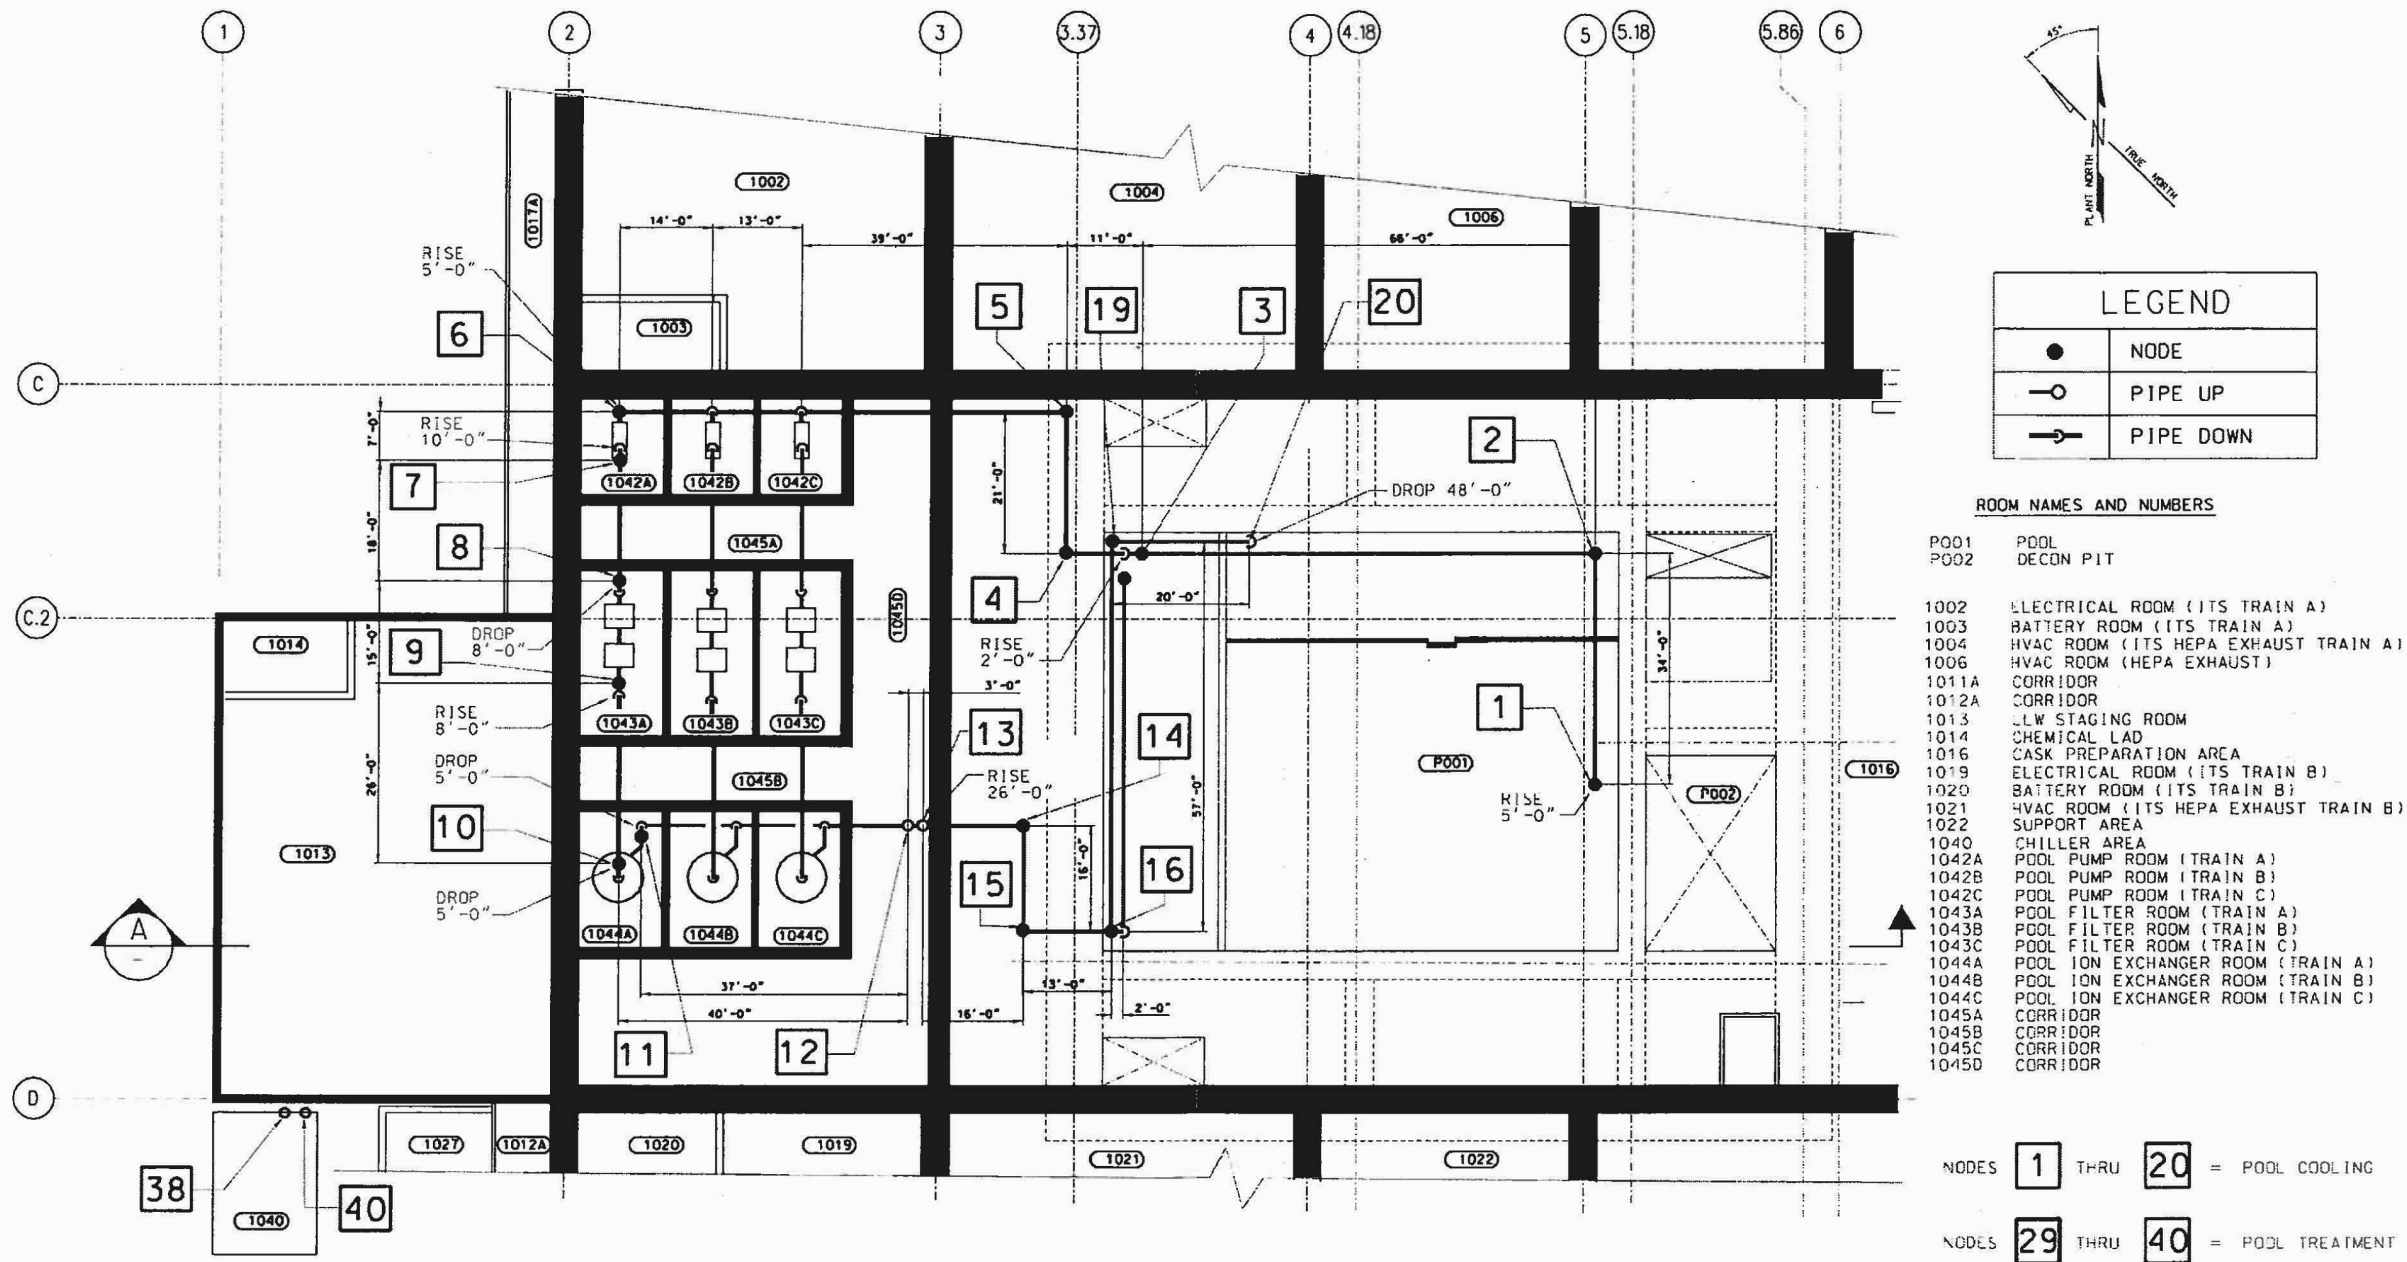 1
2
3
3.37
4
4.18
5
5.18
5.86
6
45°
PLANT NORTH
N
TRUE NORTH
1017A
1002
1004
1006
14'-0"
13'-0"
39'-0"
11'-0"
66'-0"
RISE
5'-0"
6
1003
5
19
3
20
C
LEGEND
NODE
PIPE UP
PIPE DOWN
7'-0"
RISE
10'-0"
7
1042A
1042B
1042C
21'-0"
2
DROP 48'-0"
18'-0"
8
1045A
4
20'-0"
C.2
1014
DROP
8'-0"
9
15'-0"
1045D
RISE
2'-0"
34'-0"
3'-0"
RISE
8'-0"
1043A
1043B
1043C
13
14
1
DROP
5'-0"
1045B
RISE
26'-0"
57'-0"
P001
RISE
5'-0"
P002
1016
26'-0"
10
1013
16'-0"
15
16
DROP
5'-0"
1044A
1044B
1044C
A
-
37'-0"
40'-0"
16'-0"
13'-0"
2'-0"
11
12
D
1027
1012A
1020
1019
1021
1022
38
40
1040
ROOM NAMES AND NUMBERS
P001 POOL
P002 DECON PIT
1002 ELECTRICAL ROOM (ITS TRAIN A)
1003 BATTERY ROOM (ITS TRAIN A)
1004 HVAC ROOM (ITS HEPA EXHAUST TRAIN A)
1006 HVAC ROOM (HEPA EXHAUST)
1011A CORRIDOR
1012A CORRIDOR
1013 LLW STAGING ROOM
1014 CHEMICAL LAD
1016 CASK PREPARATION AREA
1019 ELECTRICAL ROOM (ITS TRAIN B)
1020 BATTERY ROOM (ITS TRAIN B)
1021 HVAC ROOM (ITS HEPA EXHAUST TRAIN B)
1022 SUPPORT AREA
1040 CHILLER AREA
1042A POOL PUMP ROOM (TRAIN A)
1042B POOL PUMP ROOM (TRAIN B)
1042C POOL PUMP ROOM (TRAIN C)
1043A POOL FILTER ROOM (TRAIN A)
1043B POOL FILTER ROOM (TRAIN B)
1043C POOL FILTER ROOM (TRAIN C)
1044A POOL ION EXCHANGER ROOM (TRAIN A)
1044B POOL ION EXCHANGER ROOM (TRAIN B)
1044C POOL ION EXCHANGER ROOM (TRAIN C)
1045A CORRIDOR
1045B CORRIDOR
1045C CORRIDOR
1045D CORRIDOR
NODES 1 THRU 20 = POOL COOLING
NODES 29 THRU 40 = POOL TREATMENT